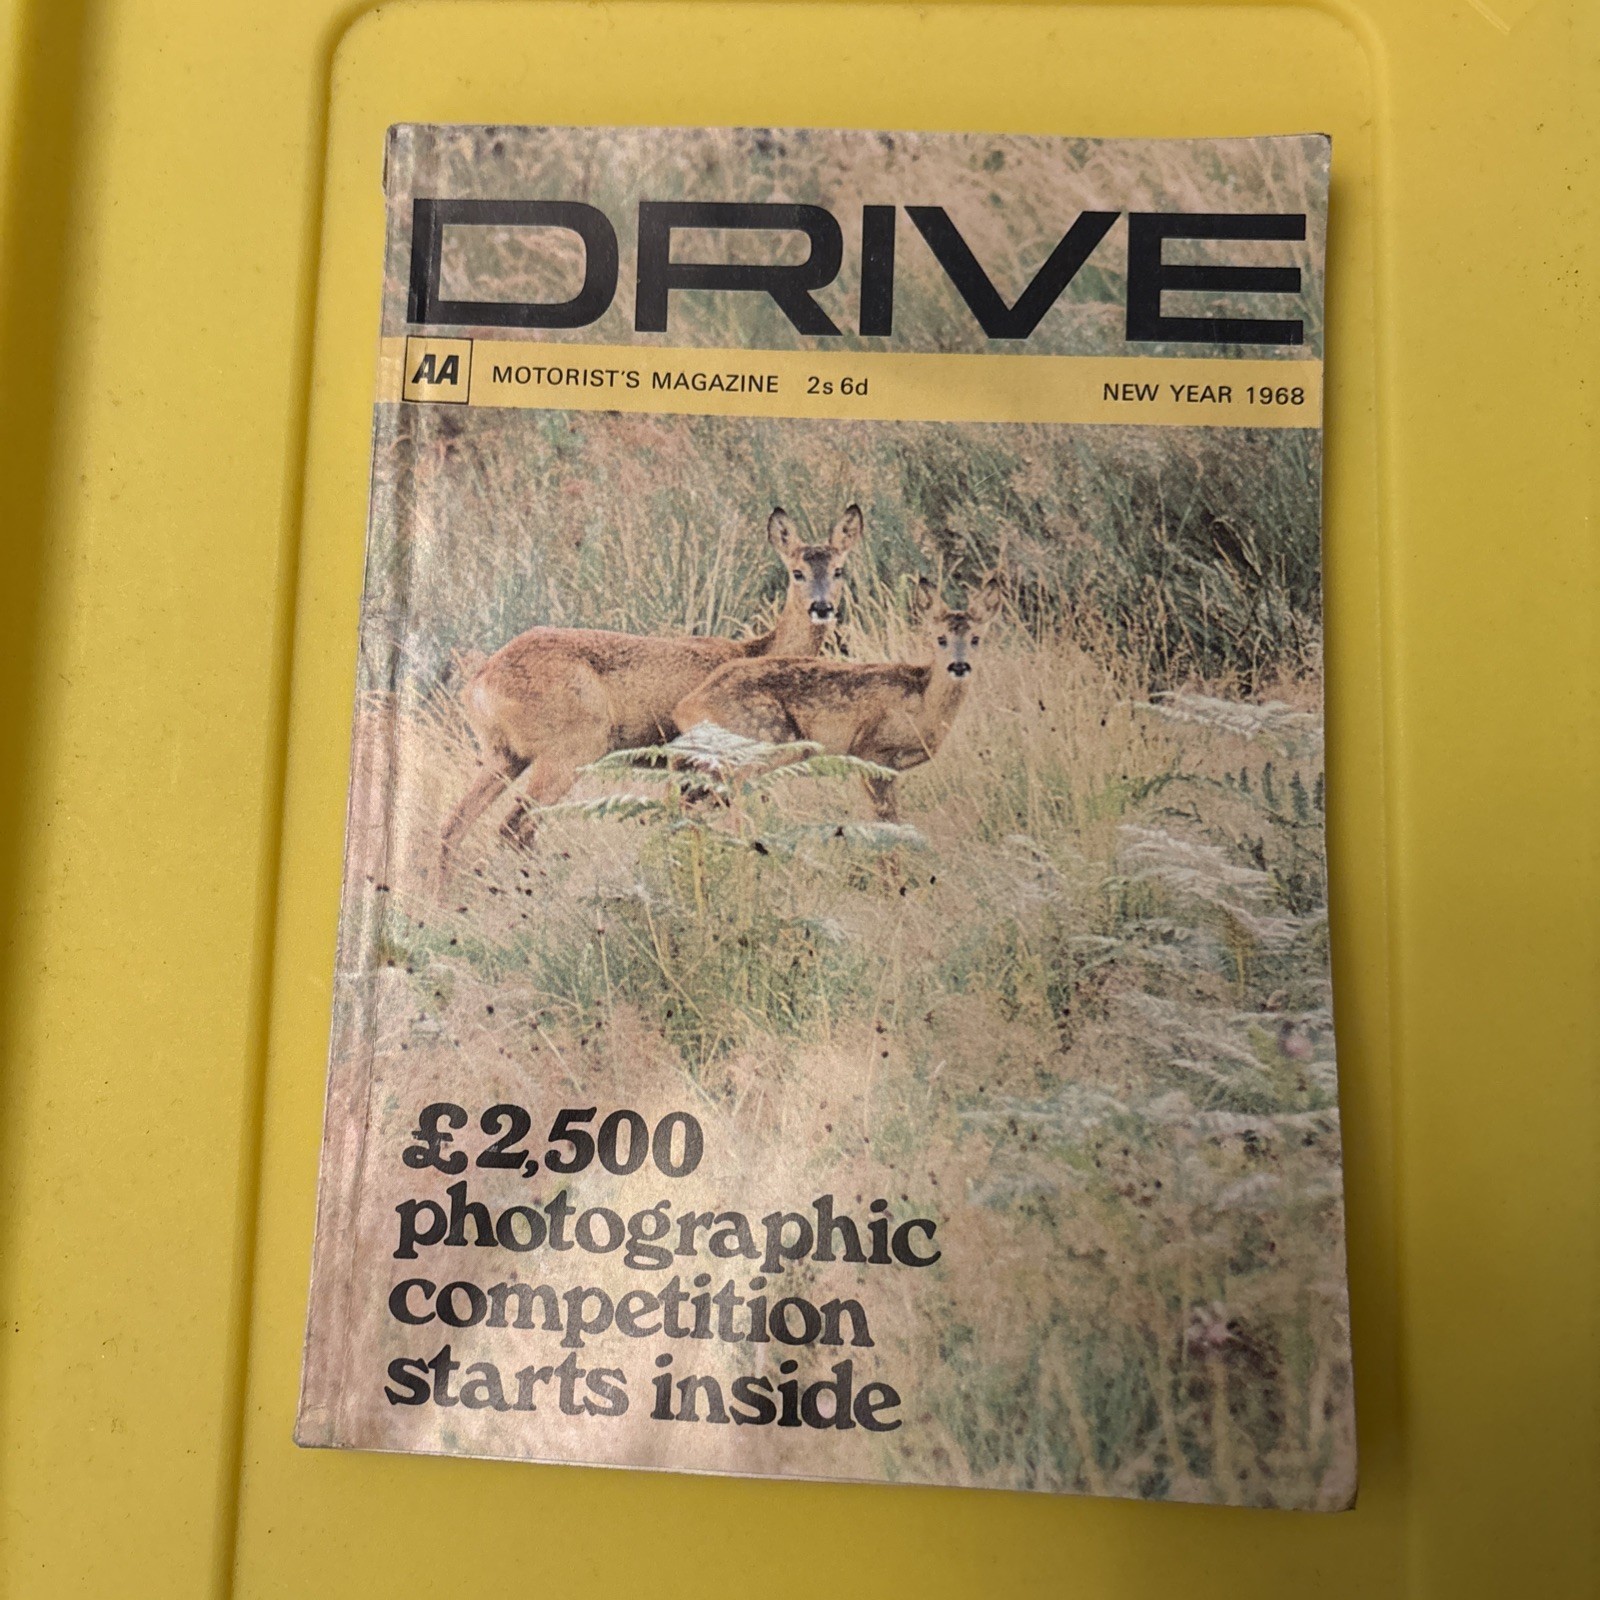 DRIVE
AA MOTORIST'S MAGAZINE 2s 6d NEW YEAR 1968
£2,500
photographic
competition
starts inside